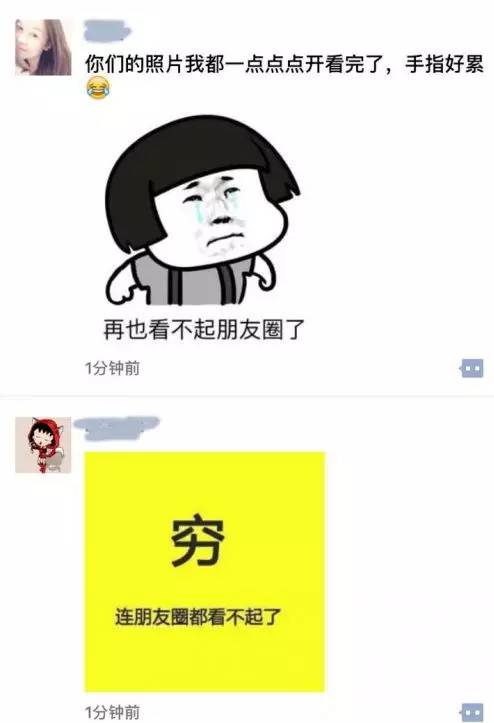 你们的照片我都一点点点开看完了，手指好累
😂
再也看不起朋友圈了
1分钟前
穷
连朋友圈都看不起了
1分钟前